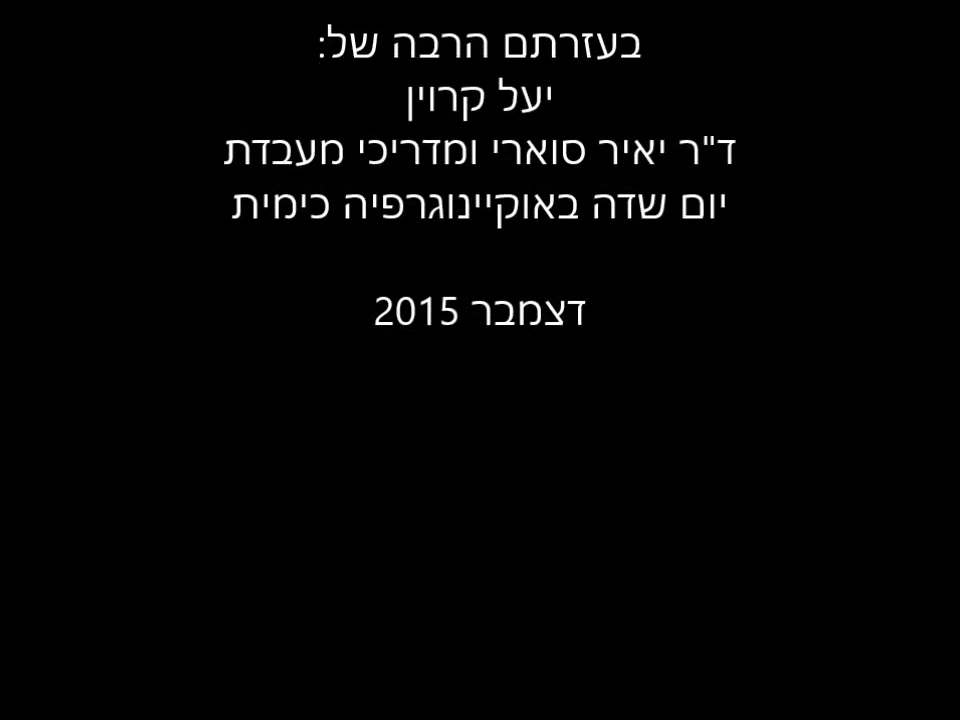 בעזרתם הרבה של:
יעל קרוין
ד"ר יאיר סוארי ומדריכי מעבדת
יום שדה באוקיינוגרפיה כימית
דצמבר 2015